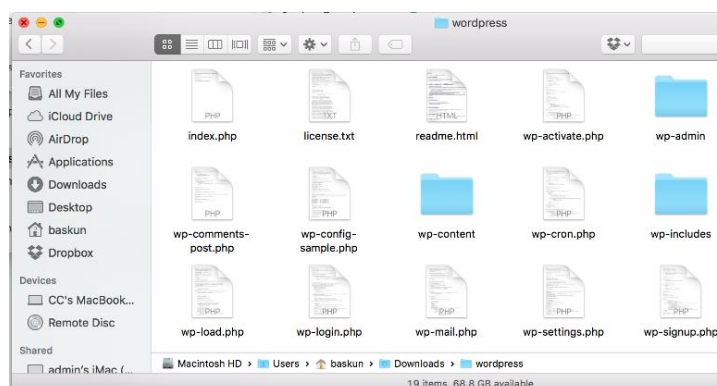 wordpress
Favorites
All My Files
iCloud Drive
AirDrop
Applications
Downloads
Desktop
baskun
Dropbox
Devices
CC's MacBook...
Remote Disc
Shared
admin's iMac (...
PHP
index.php
TXT
license.txt
HTML
readme.html
PHP
wp-activate.php
wp-admin
PHP
wp-comments-
post.php
PHP
wp-config-
sample.php
wp-content
PHP
wp-cron.php
wp-includes
PHP
wp-load.php
PHP
wp-login.php
PHP
wp-mail.php
PHP
wp-settings.php
PHP
wp-signup.php
Macintosh HD › Users › baskun › Downloads › wordpress
19 items, 68.8 GB available